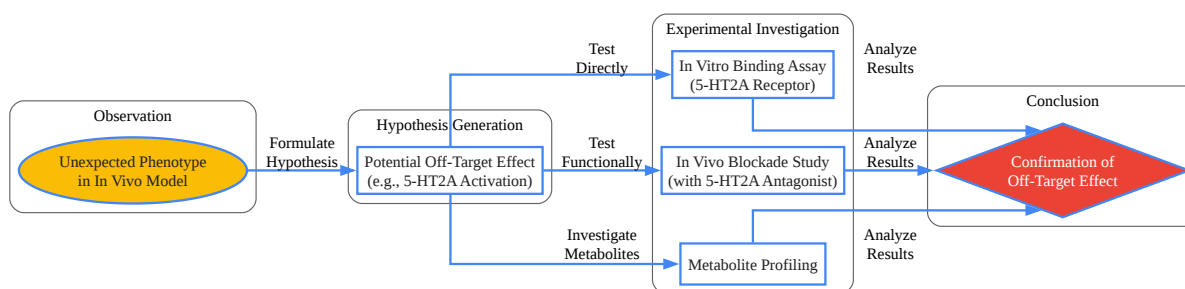 Observation
Unexpected Phenotype
in In Vivo Model
Formulate
Hypothesis
Hypothesis Generation
Potential Off-Target Effect
(e.g., 5-HT2A Activation)
Test
Directly
Test
Functionally
Investigate
Metabolites
Experimental Investigation
In Vitro Binding Assay
(5-HT2A Receptor)
In Vivo Blockade Study
(with 5-HT2A Antagonist)
Metabolite Profiling
Analyze
Results
Analyze
Results
Analyze
Results
Conclusion
Confirmation of
Off-Target Effect